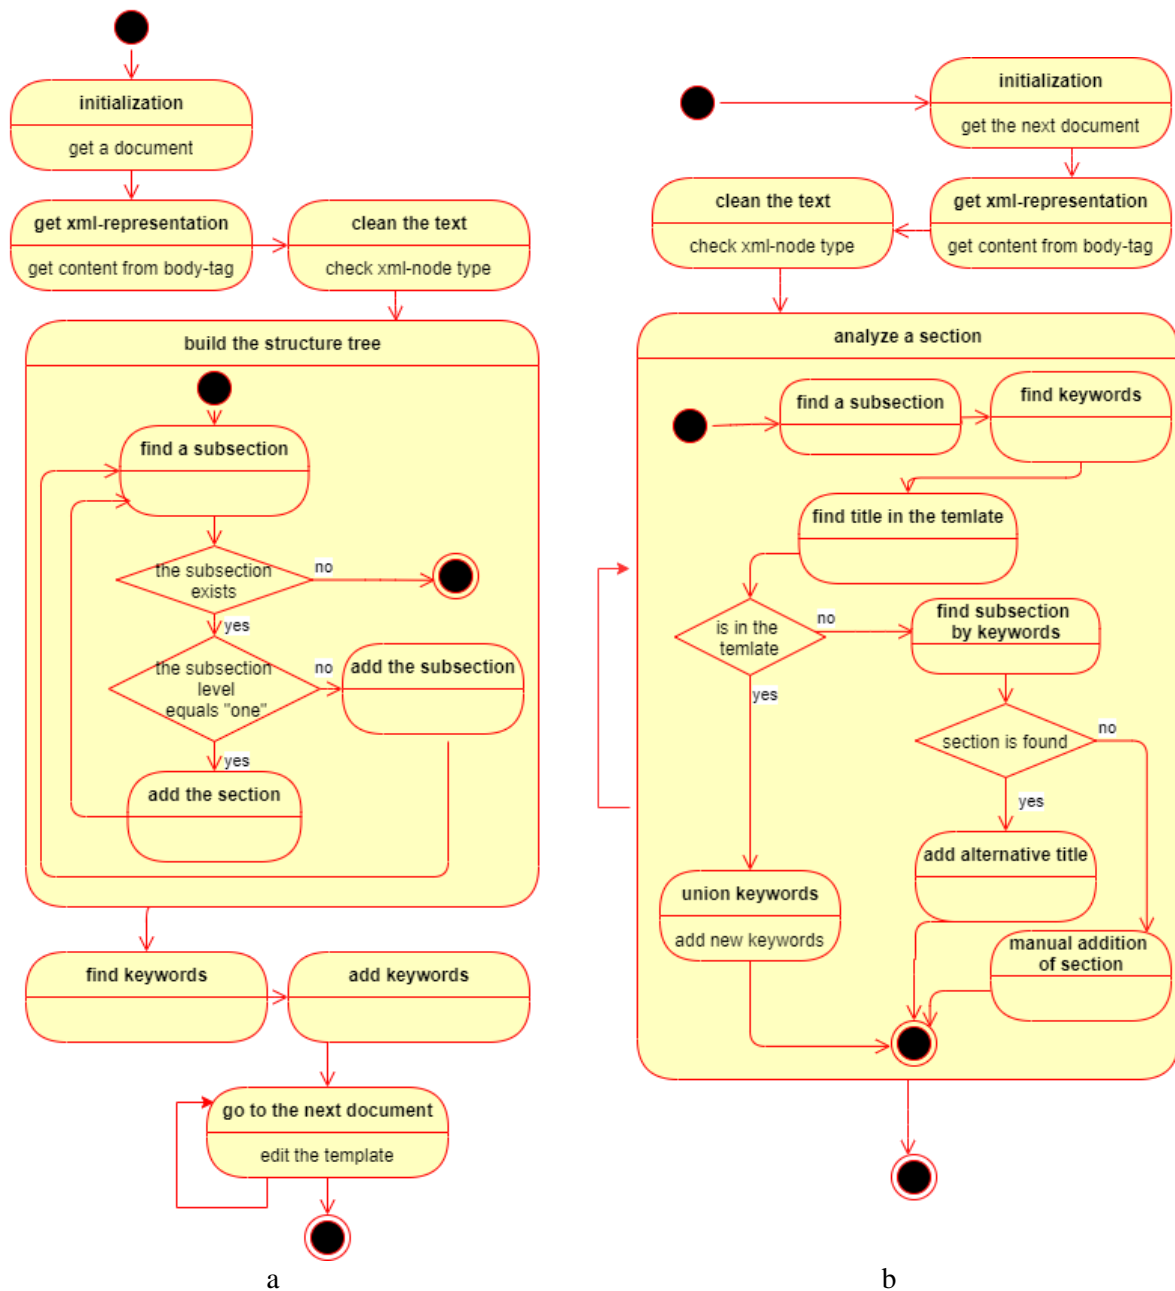 initialization
get a document
get xml-representation
get content from body-tag
clean the text
check xml-node type
build the structure tree
find a subsection
the subsection
exists
no
yes
the subsection
level
equals "one"
no
add the subsection
yes
add the section
find keywords
add keywords
go to the next document
edit the template
a
initialization
get the next document
get xml-representation
get content from body-tag
clean the text
check xml-node type
analyze a section
find a subsection
find keywords
find title in the temlate
is in the
temlate
no
find subsection
by keywords
yes
section is found
no
yes
add alternative title
union keywords
add new keywords
manual addition
of section
b